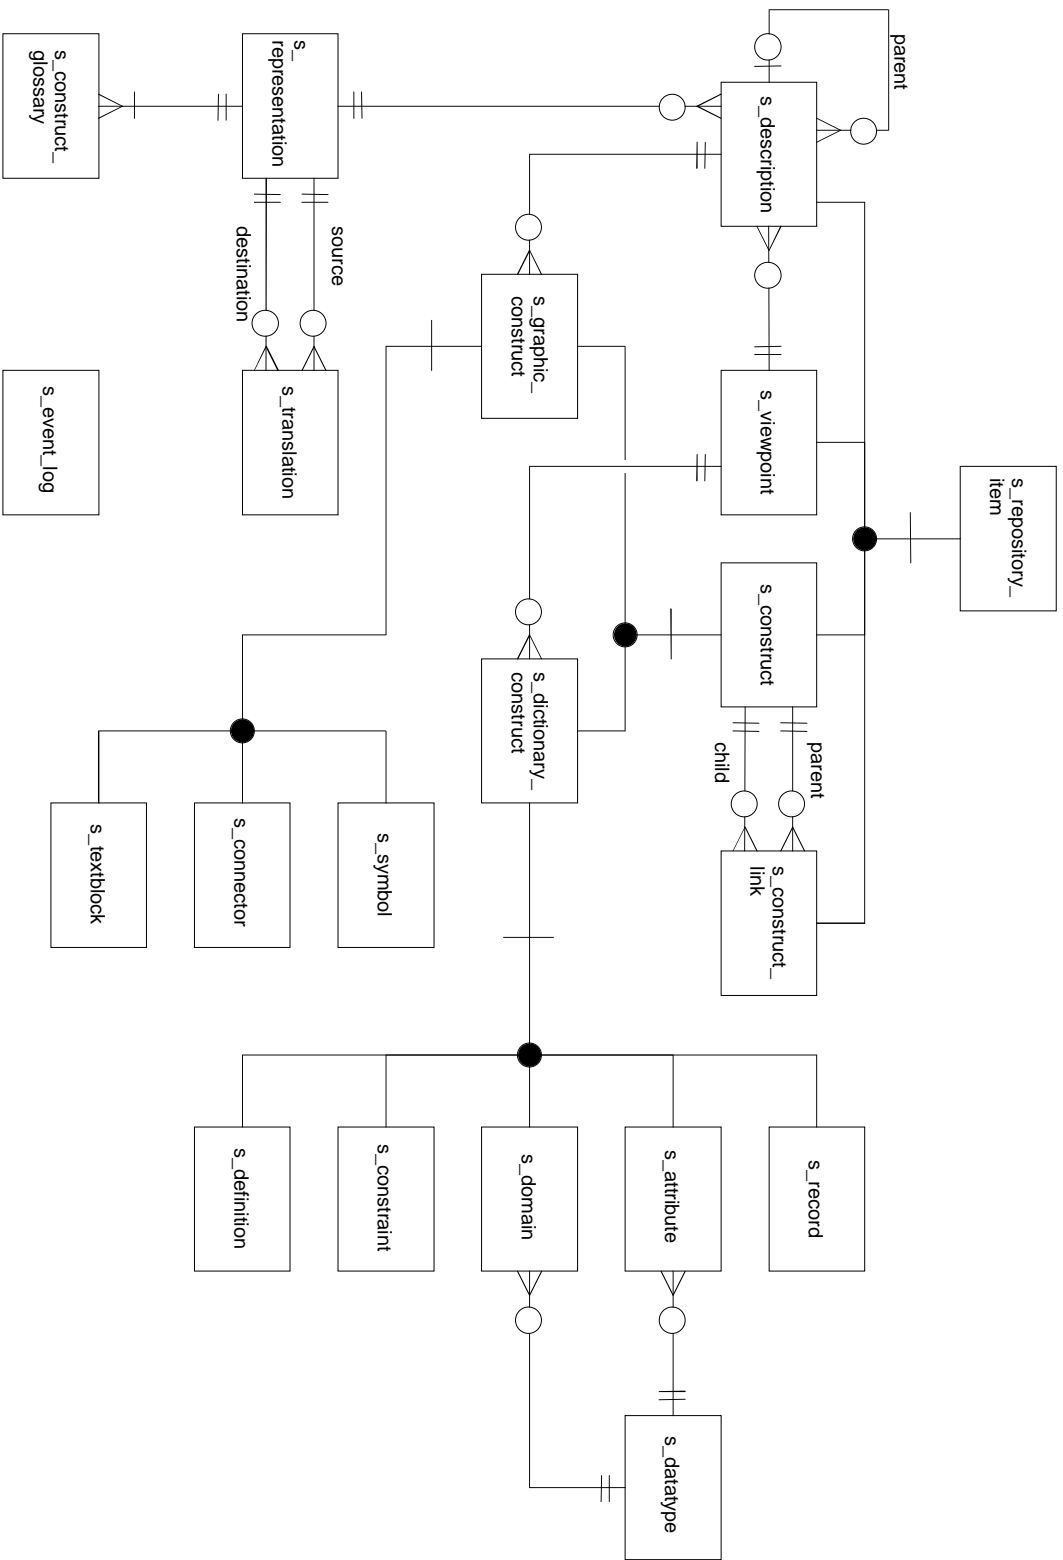 s_repository_
item
parent
s_description
s_viewpoint
s_construct
parent
child
s_construct_
link
s_record
s_attribute
s_datatype
s_graphic_
construct
s_dictionary_
construct
s_domain
s_
representation
source
destination
s_translation
s_symbol
s_constraint
s_connector
s_definition
s_construct_
glossary
s_event_log
s_textblock